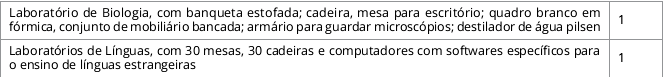 Laboratório de Biologia, com banqueta estofada; cadeira, mesa para escritório; quadro branco em
fórmica, conjunto de mobiliário bancada; armário para guardar microscópios; destilador de água pilsen
1
Laboratórios de Línguas, com 30 mesas, 30 cadeiras e computadores com softwares específicos para
o ensino de línguas estrangeiras
1